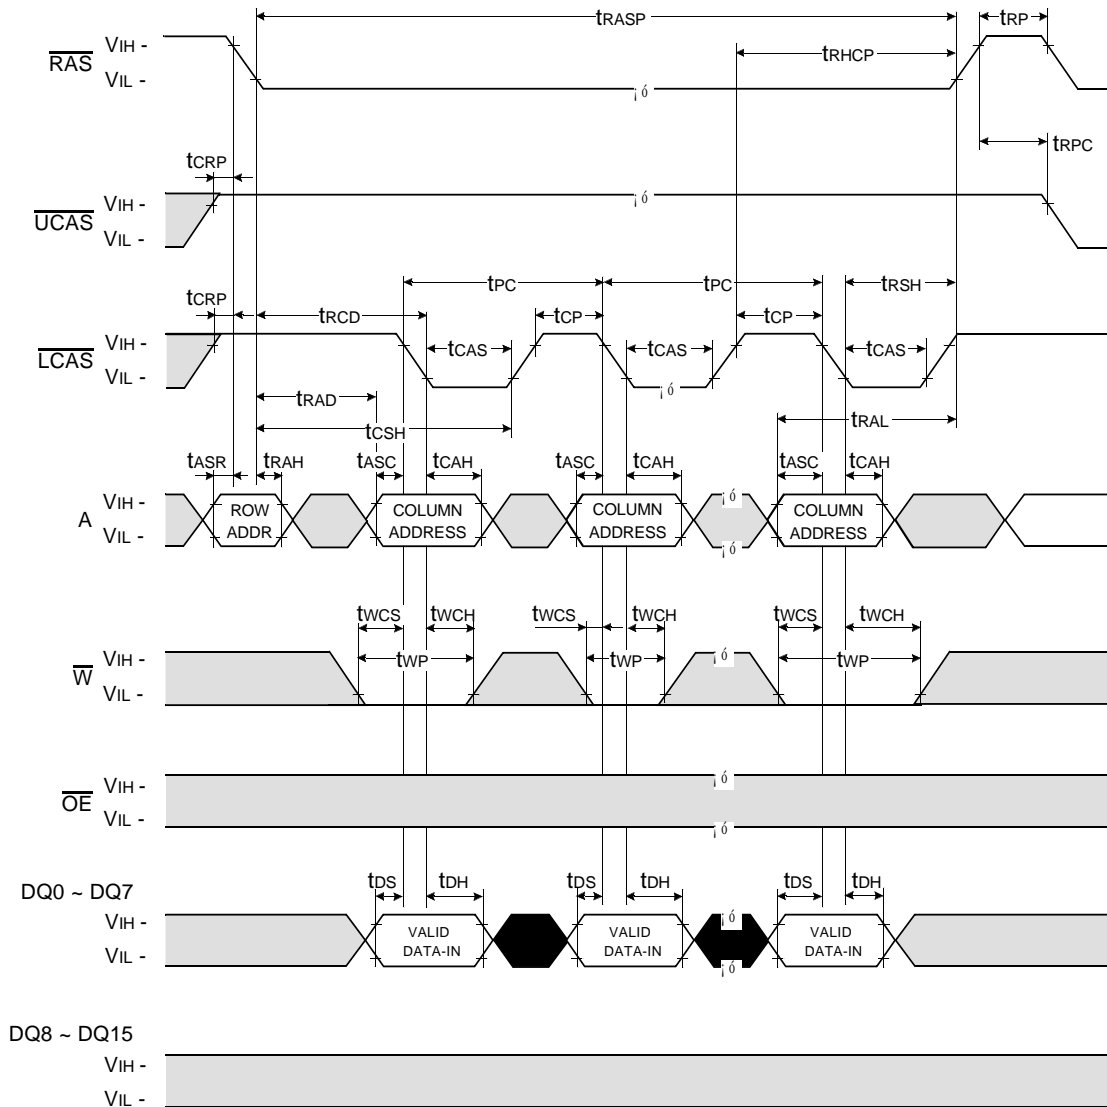 tRASP tRP
RAS VIH - tRHCP
VIL - ¡ ó
tCRP tRPC
UCAS VIH - ¡ ó
VIL -
tPC tPC tRSH
tCRP tRCD tCP tCP
LCAS VIH - tCAS tCAS tCAS
VIL - ¡ ó
tRAD tRAL
tCSH
tASR tRAH tASC tCAH tASC tCAH tASC tCAH
A VIH - ROW COLUMN COLUMN ¡ ó COLUMN
VIL - ADDR ADDRESS ADDRESS ¡ ó ADDRESS
tWCS tWCH tWCS tWCH tWCS tWCH
W VIH - tWP tWP ¡ ó tWP
VIL -
OE VIH - ¡ ó
VIL - ¡ ó
DQ0 ~ DQ7 tDS tDH tDS tDH tDS tDH
VIH - VALID VALID ¡ ó VALID
VIL - DATA-IN DATA-IN ¡ ó DATA-IN
DQ8 ~ DQ15
VIH -
VIL -